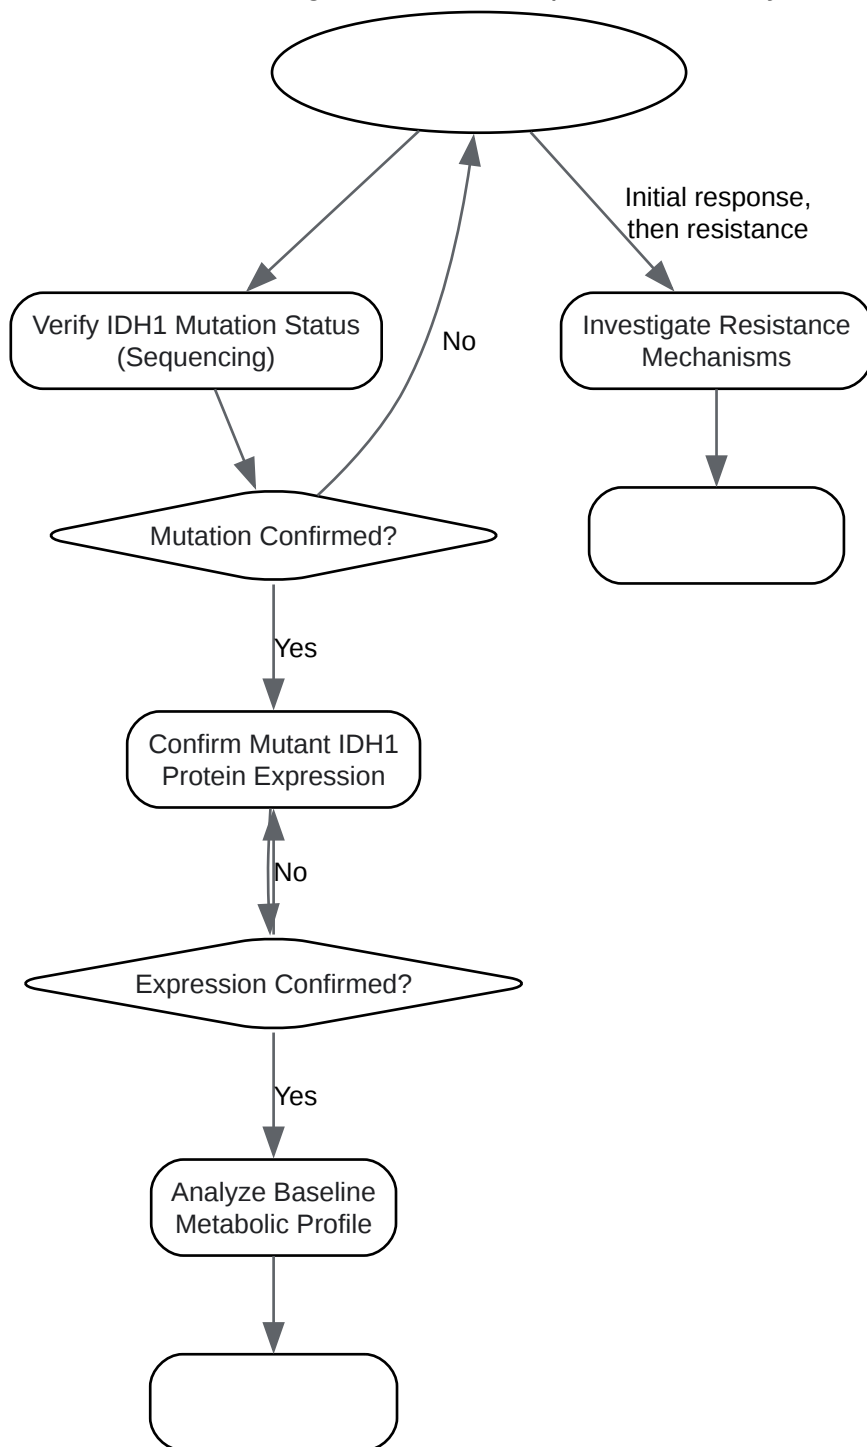 Initial response,
then resistance
Verify IDH1 Mutation Status
(Sequencing)
No
Investigate Resistance
Mechanisms
Mutation Confirmed?
Yes
Confirm Mutant IDH1
Protein Expression
No
Expression Confirmed?
Yes
Analyze Baseline
Metabolic Profile